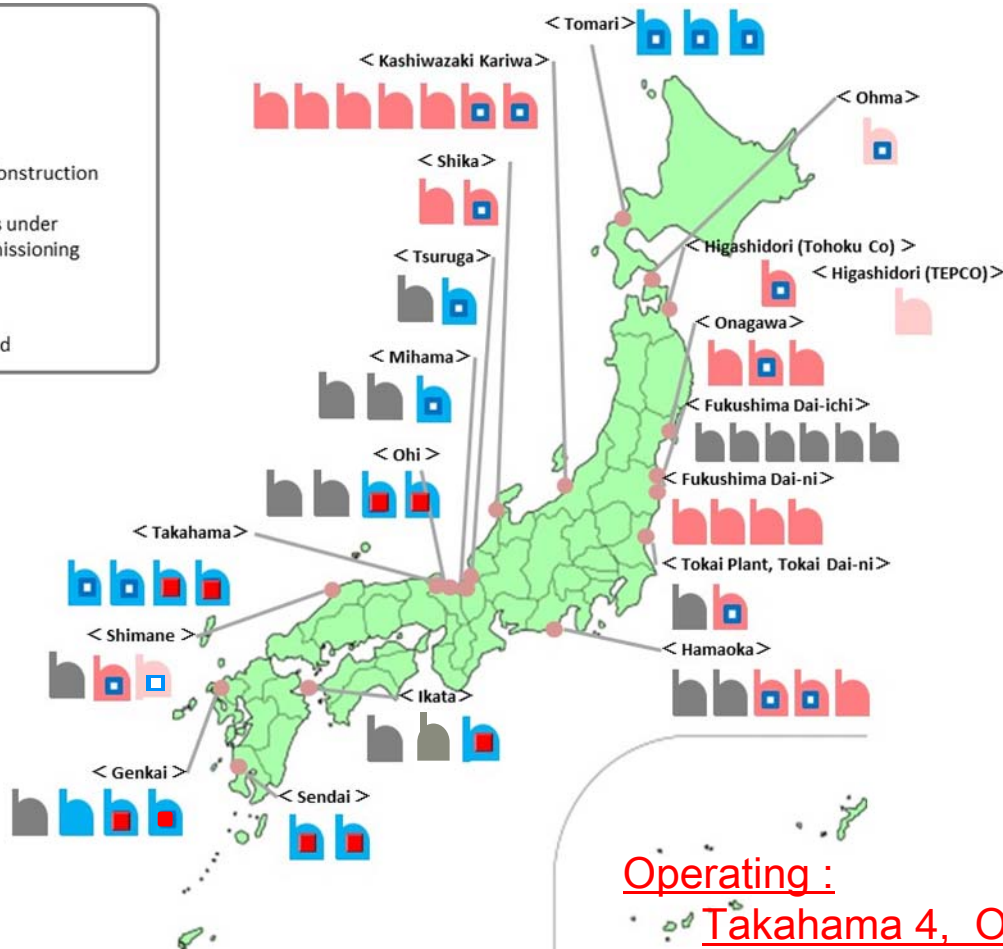 onstruction
under
issioning
d
< Tomari >
< Kashiwazaki Kariwa >
< Ohma >
< Shika >
< Higashidori (Tohoku Co) >
< Tsuruga >
< Higashidori (TEPCO) >
< Onagawa >
< Mihama >
< Fukushima Dai-ichi >
< Ohi >
< Fukushima Dai-ni >
< Takahama >
< Tokai Plant, Tokai Dai-ni >
< Shimane >
< Hamaoka >
< Ikata >
< Genkai >
< Sendai >
Operating :
Takahama 4, O